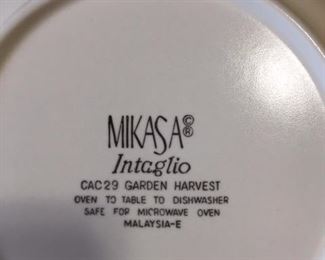 MIKASA©®
Intaglio
CAC29 GARDEN HARVEST
OVEN TO TABLE TO DISHWASHER
SAFE FOR MICROWAVE OVEN
MALAYSIA-E